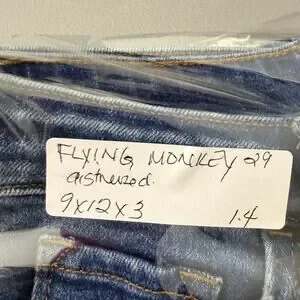 FLYING MONKEY 29
distressed.
9x12x3 1.4